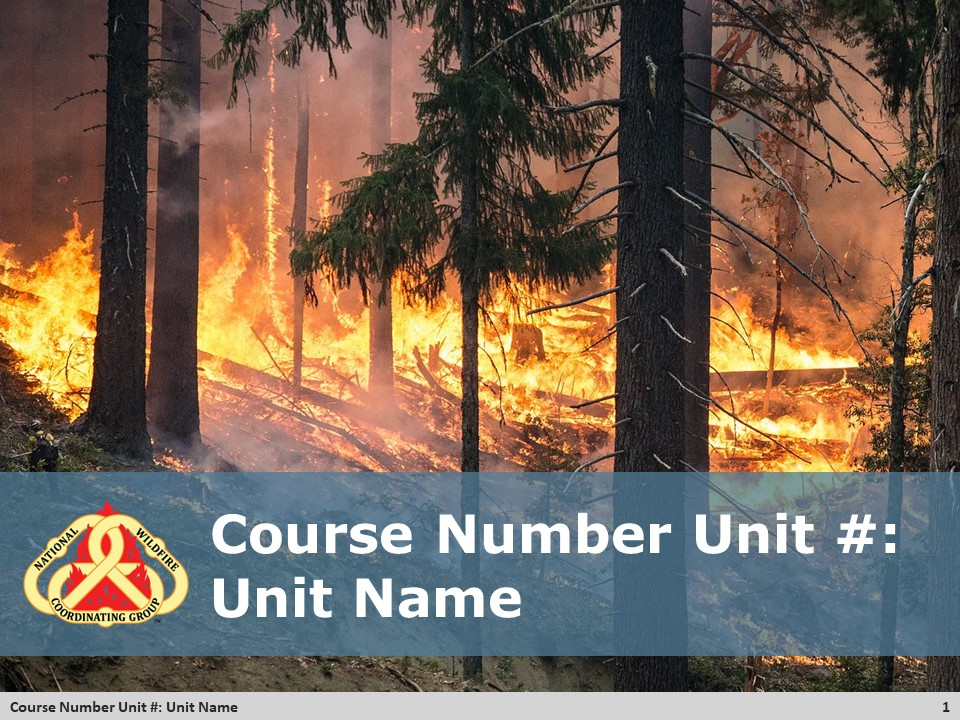 Course Number Unit #:
Unit Name
NATIONAL WILDFIRE
COORDINATING GROUP
Course Number Unit #: Unit Name 1